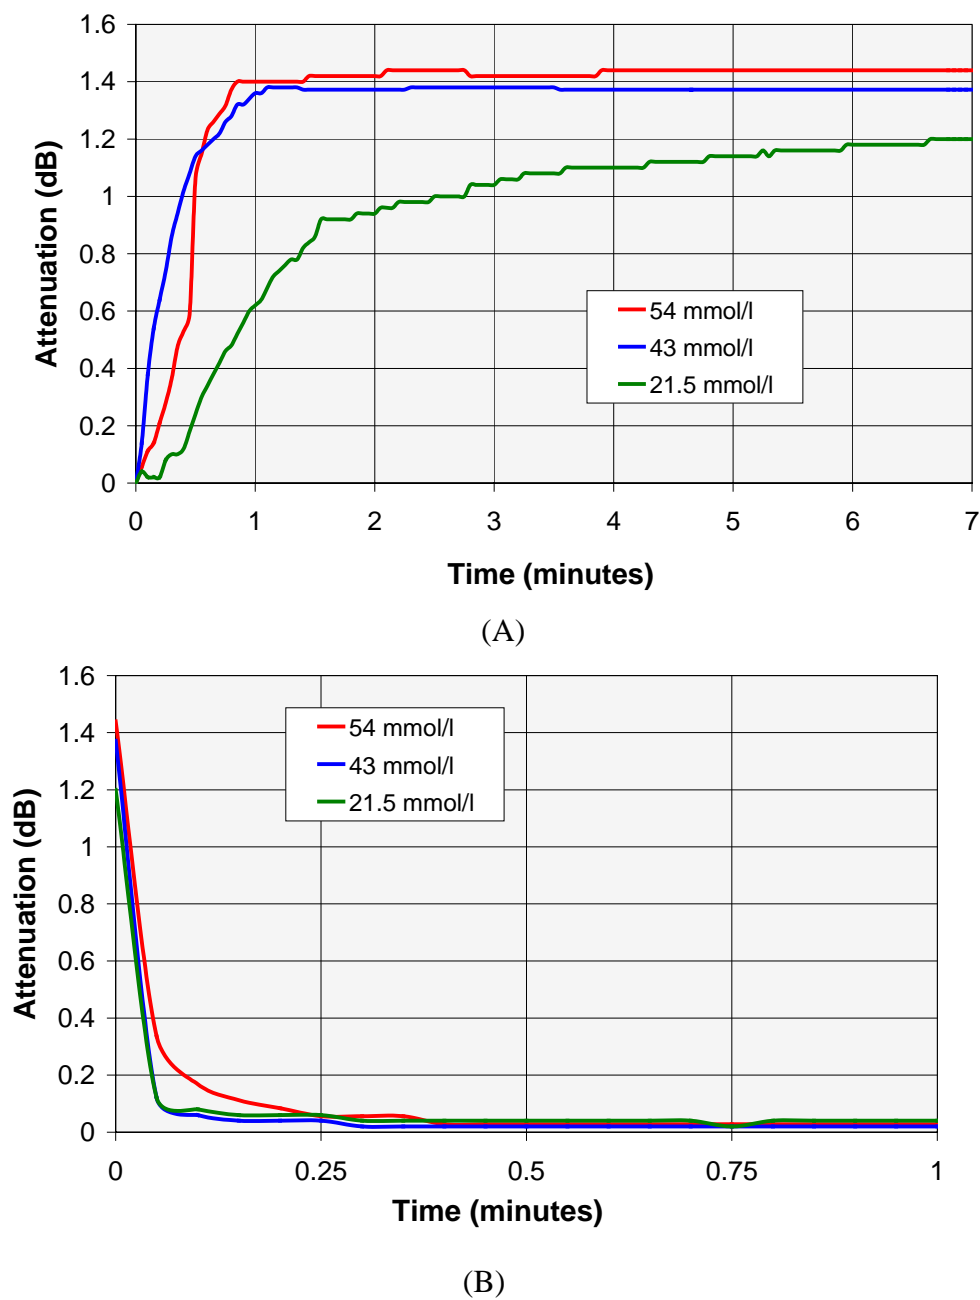 1.6
1.4
1.2
1
0.8
0.6
0.4
0.2
0
Attenuation (dB)
54 mmol/l
43 mmol/l
21.5 mmol/l
0 1 2 3 4 5 6 7
Time (minutes)
(A)
1.6
1.4
1.2
1
0.8
0.6
0.4
0.2
0
Attenuation (dB)
54 mmol/l
43 mmol/l
21.5 mmol/l
0 0.25 0.5 0.75 1
Time (minutes)
(B)